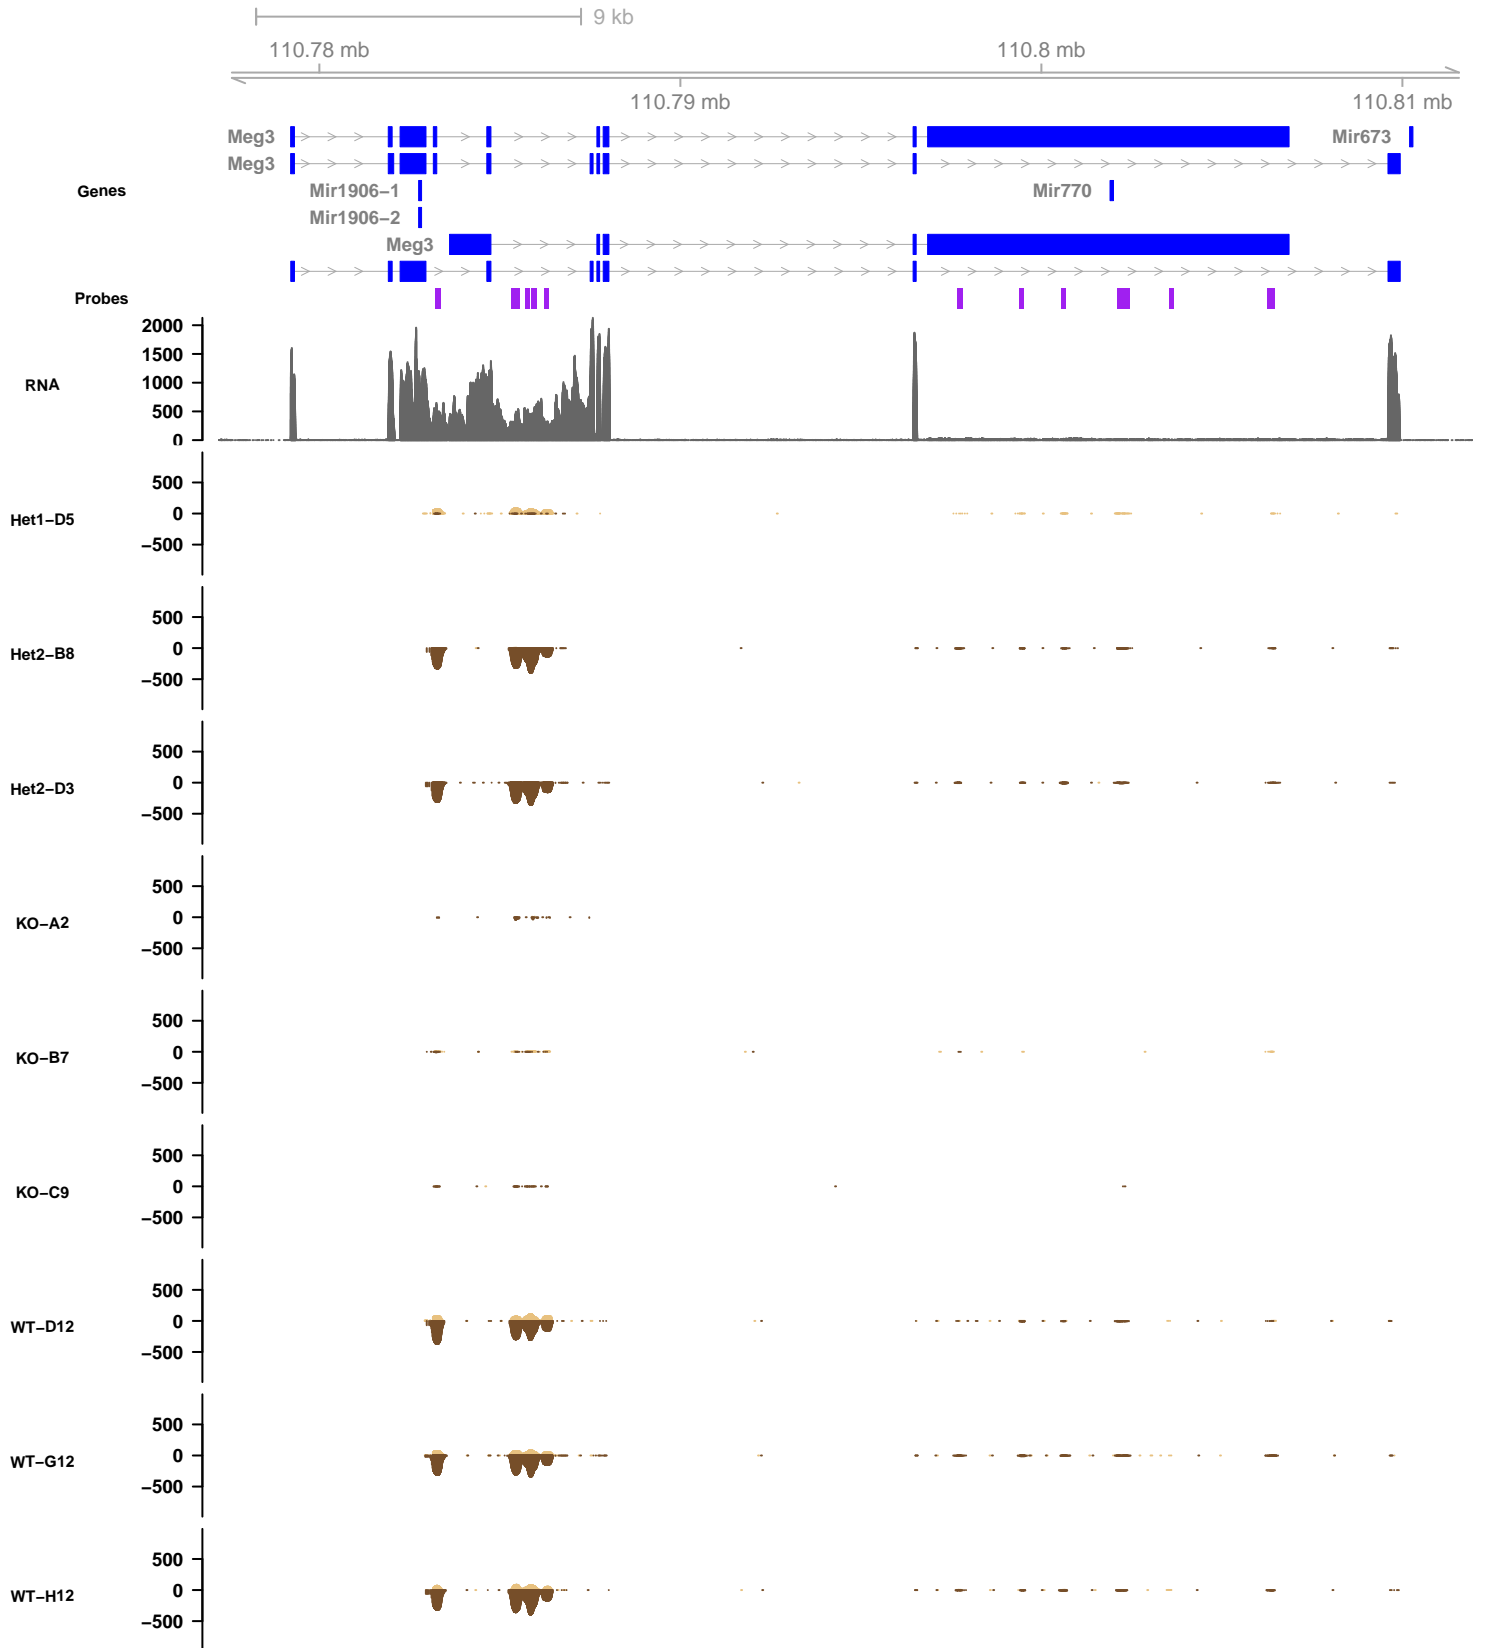 9 kb
110.78 mb 110.8 mb
110.79 mb 110.81 mb
Meg3 Mir673
Meg3
Genes Mir1906−1 Mir770
Mir1906−2
Meg3
Probes
RNA
2000
1500
1000
500
0
Het1−D5
500
0
−500
Het2−B8
500
0
−500
Het2−D3
500
0
−500
KO−A2
500
0
−500
KO−B7
500
0
−500
KO−C9
500
0
−500
WT−D12
500
0
−500
WT−G12
500
0
−500
WT−H12
500
0
−500